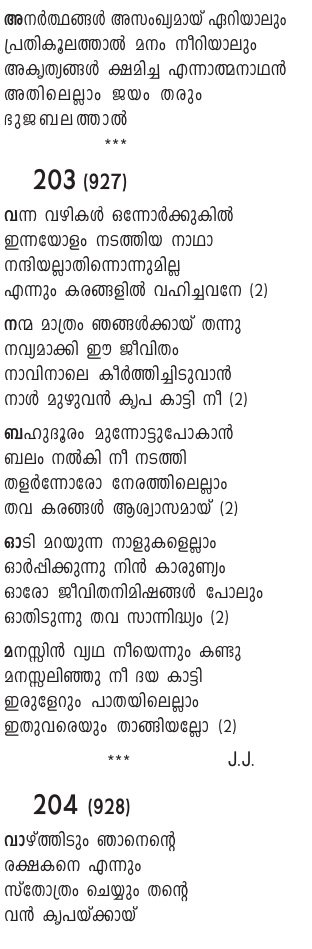 അനർത്ഥങ്ങൾ അസംഖ്യമായ് ഏറിയാലും
പ്രതികൂലത്താൽ മനം നീറിയാലും
അകൃത്യങ്ങൾ ക്ഷമിച്ച എന്നാത്മനാഥൻ
അതിലെല്ലാം ജയം തരും
ഭുജബലത്താൽ
***
203 (927)
വന്ന വഴികൾ ഒന്നോർക്കുകിൽ
ഇന്നയോളം നടത്തിയ നാഥാ
നന്ദിയല്ലാതിന്നൊന്നുമില്ല
എന്നും കരങ്ങളിൽ വഹിച്ചവനേ (2)
നന്മ മാത്രം ഞങ്ങൾക്കായ് തന്നു
നവ്യമാക്കി ഈ ജീവിതം
നാവിനാലെ കീർത്തിച്ചിടുവാൻ
നാൾ മുഴുവൻ കൃപ കാട്ടി നീ (2)
ബഹുദൂരം മുന്നോട്ടുപോകാൻ
ബലം നൽകി നീ നടത്തി
തളർന്നോരോ നേരത്തിലെല്ലാം
തവ കരങ്ങൾ ആശ്വാസമായ് (2)
ഓടി മറയുന്ന നാളുകളെല്ലാം
ഓർപ്പിക്കുന്നു നിൻ കാരുണ്യം
ഓരോ ജീവിതനിമിഷങ്ങൾ പോലും
ഓതിടുന്നു തവ സാന്നിദ്ധ്യം (2)
മനസ്സിൻ വ്യഥ നീയെന്നും കണ്ടു
മനസ്സലിഞ്ഞു നീ ദയ കാട്ടി
ഇരുളേറും പാതയിലെല്ലാം
ഇതുവരെയും താങ്ങിയല്ലോ (2)
*** J.J.
204 (928)
വാഴ്ത്തിടും ഞാനെന്റെ
രക്ഷകനെ എന്നും
സ്തോത്രം ചെയ്യും തന്റെ
വൻ കൃപയ്ക്കായ്